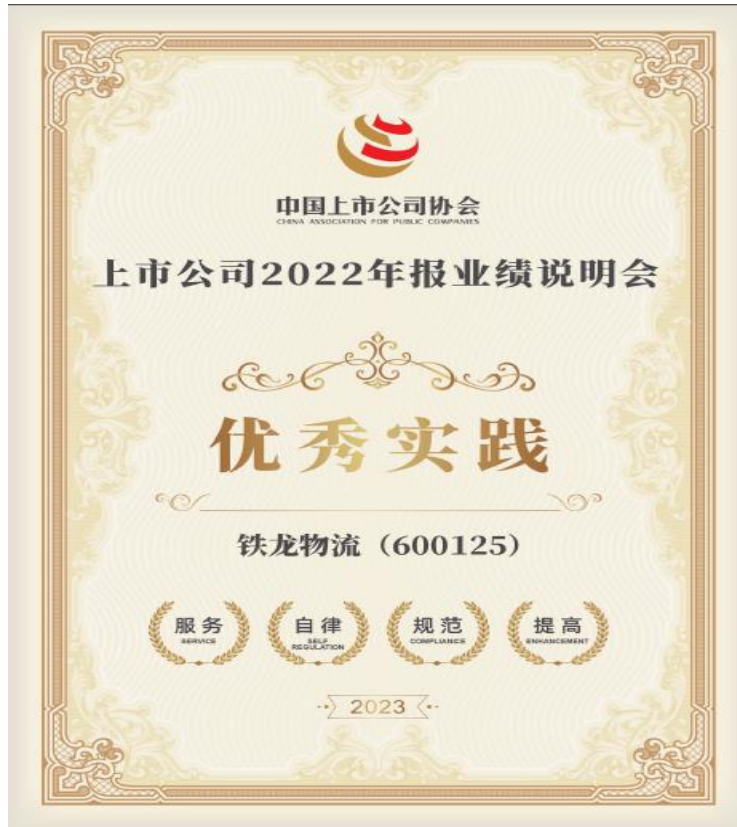 中国上市公司协会
CHINA ASSOCIATION FOR PUBLIC COMPANIES
上市公司2022年报业绩说明会
优秀实践
铁龙物流（600125）
服务 自律 规范 提高
SERVICE SELF REGULATION COMPLIANCE ENHANCEMENT
2023